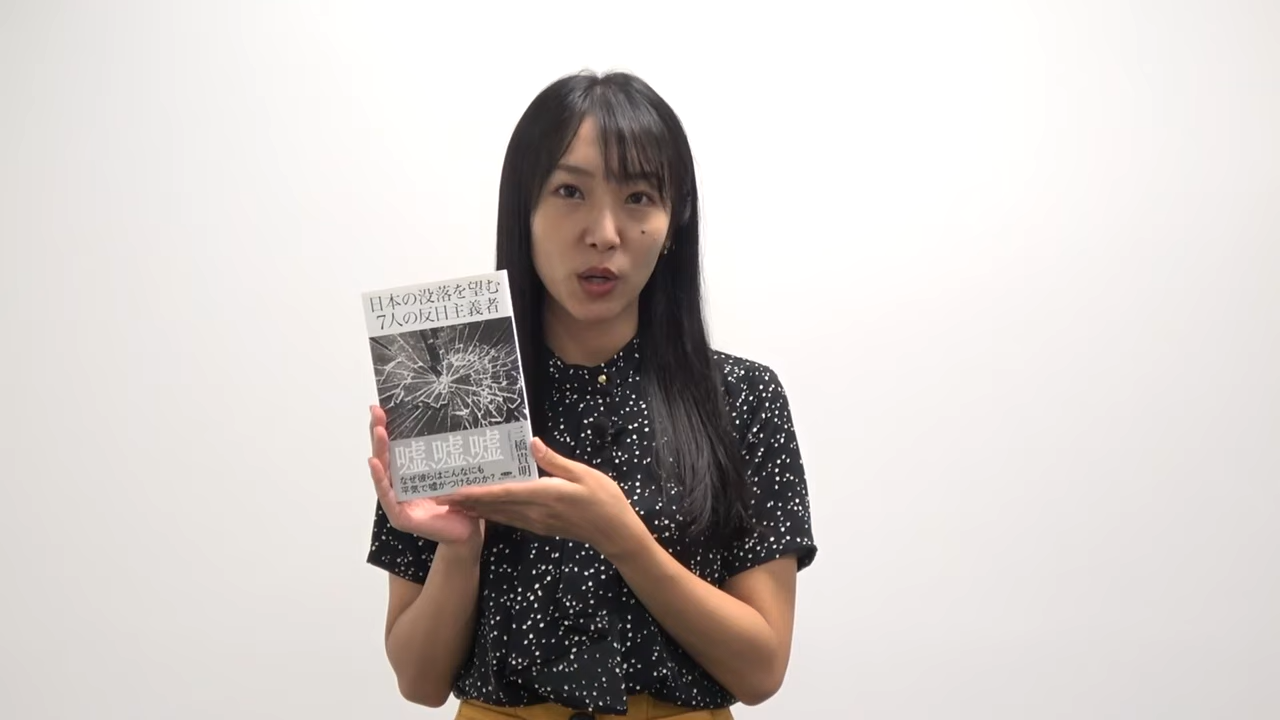 日本の没落を望む
7人の反日主義者
三橋貴明
嘘、嘘、嘘
なぜ彼らはこんなにも
平気で嘘がつけるのか？